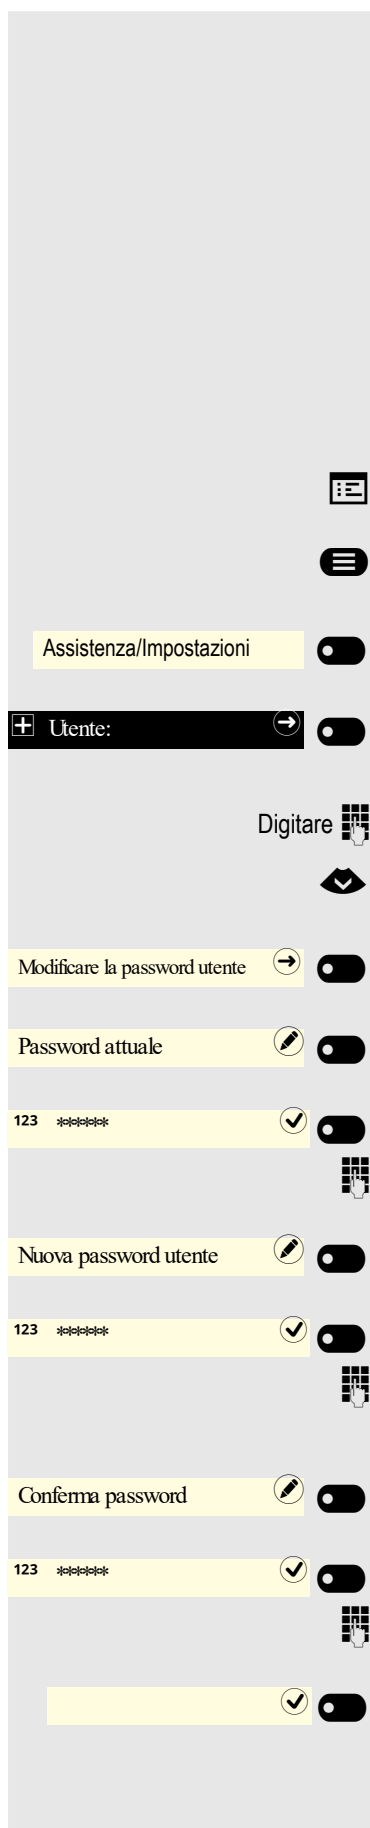 Assistenza/Impostazioni
Utente:
Digitare
Modificare la password utente
Password attuale
123 ******
Nuova password utente
123 ******
Conferma password
123 ******